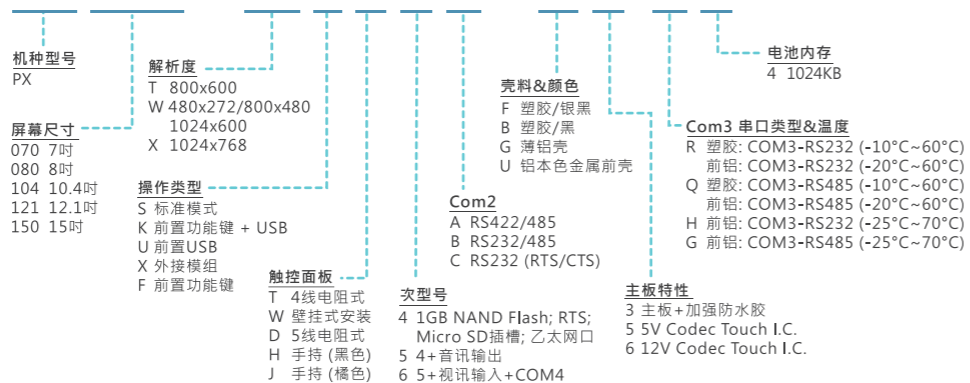 机种型号
PX
屏幕尺寸
070 7吋
080 8吋
104 10.4吋
121 12.1吋
150 15吋
解析度
T 800x600
W 480x272/800x480
1024x600
X 1024x768
操作类型
S 标准模式
K 前置功能键 + USB
U 前置USB
X 外接模组
F 前置功能键
触控面板
T 4线电阻式
W 壁挂式安装
D 5线电阻式
H 手持 (黑色)
J 手持 (橘色)
次型号
4 1GB NAND Flash; RTS;
Micro SD插槽; 乙太网口
5 4+音讯输出
6 5+视讯输入+COM4
Com2
A RS422/485
B RS232/485
C RS232 (RTS/CTS)
壳料&颜色
F 塑胶/银黑
B 塑胶/黑
G 薄铝壳
U 铝本色金属前壳
主板特性
3 主板+加强防水胶
5 5V Codec Touch I.C.
6 12V Codec Touch I.C.
Com3 串口类型&温度
R 塑胶: COM3-RS232 (-10°C~60°C)
前铝: COM3-RS232 (-20°C~60°C)
Q 塑胶: COM3-RS485 (-10°C~60°C)
前铝: COM3-RS485 (-20°C~60°C)
H 前铝: COM3-RS232 (-25°C~70°C)
G 前铝: COM3-RS485 (-25°C~70°C)
电池内存
4 1024KB